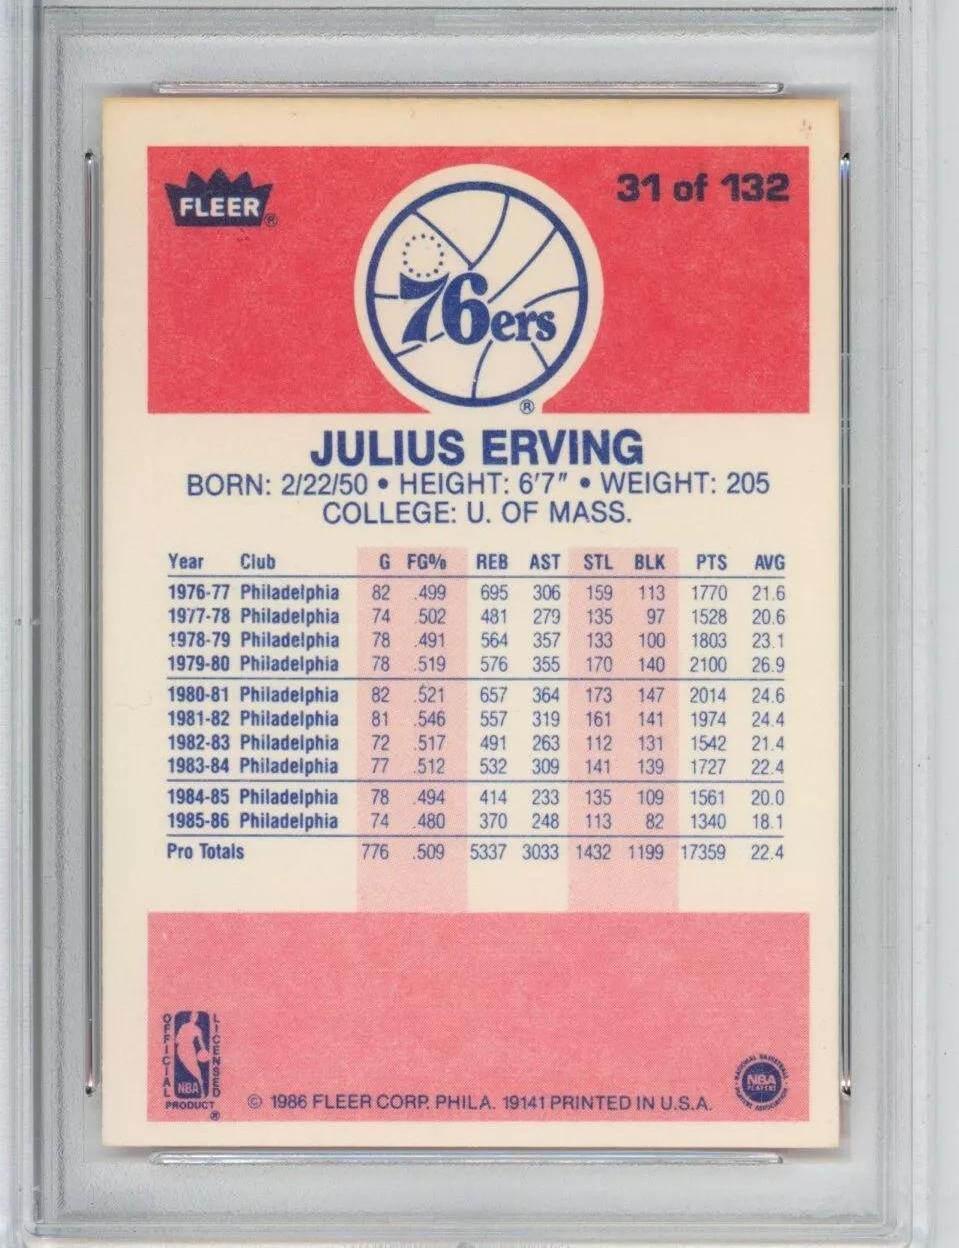 FLEER ®
31 of 132
76ers
®
JULIUS ERVING
BORN: 2/22/50 • HEIGHT: 6'7" • WEIGHT: 205
COLLEGE: U. OF MASS.
Year Club G FG% REB AST STL BLK PTS AVG
1976-77 Philadelphia 82 .499 695 306 159 113 1770 21.6
1977-78 Philadelphia 74 .502 481 279 135 97 1528 20.6
1978-79 Philadelphia 78 .491 564 357 133 100 1803 23.1
1979-80 Philadelphia 78 .519 576 355 170 140 2100 26.9
1980-81 Philadelphia 82 .521 657 364 173 147 2014 24.6
1981-82 Philadelphia 81 .546 557 319 161 141 1974 24.4
1982-83 Philadelphia 72 .517 491 263 112 131 1542 21.4
1983-84 Philadelphia 77 .512 532 309 141 139 1727 22.4
1984-85 Philadelphia 78 .494 414 233 135 109 1561 20.0
1985-86 Philadelphia 74 .480 370 248 113 82 1340 18.1
Pro Totals 776 .509 5337 3033 1432 1199 17359 22.4
OFFICIAL LICENSED
NBA
PRODUCT
®
© 1986 FLEER CORP. PHILA. 19141 PRINTED IN U.S.A.
NATIONAL BASKETBALL
NBA
PLAYERS
PLAYERS ASSOCIATION